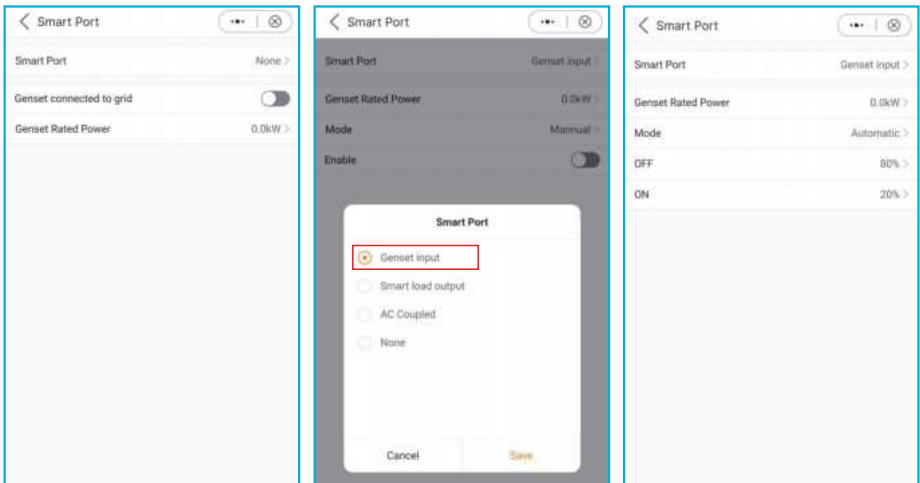 Smart Port
Smart Port None
Genset connected to grid
Genset Rated Power 0.0kW
Smart Port
Smart Port Genset input
Genset Rated Power 0.0kW
Mode Mannual
Enable
Smart Port
Genset input
Smart load output
AC Coupled
None
Cancel Save
Smart Port
Smart Port Genset input
Genset Rated Power 0.0kW
Mode Automatic
OFF 80%
ON 20%